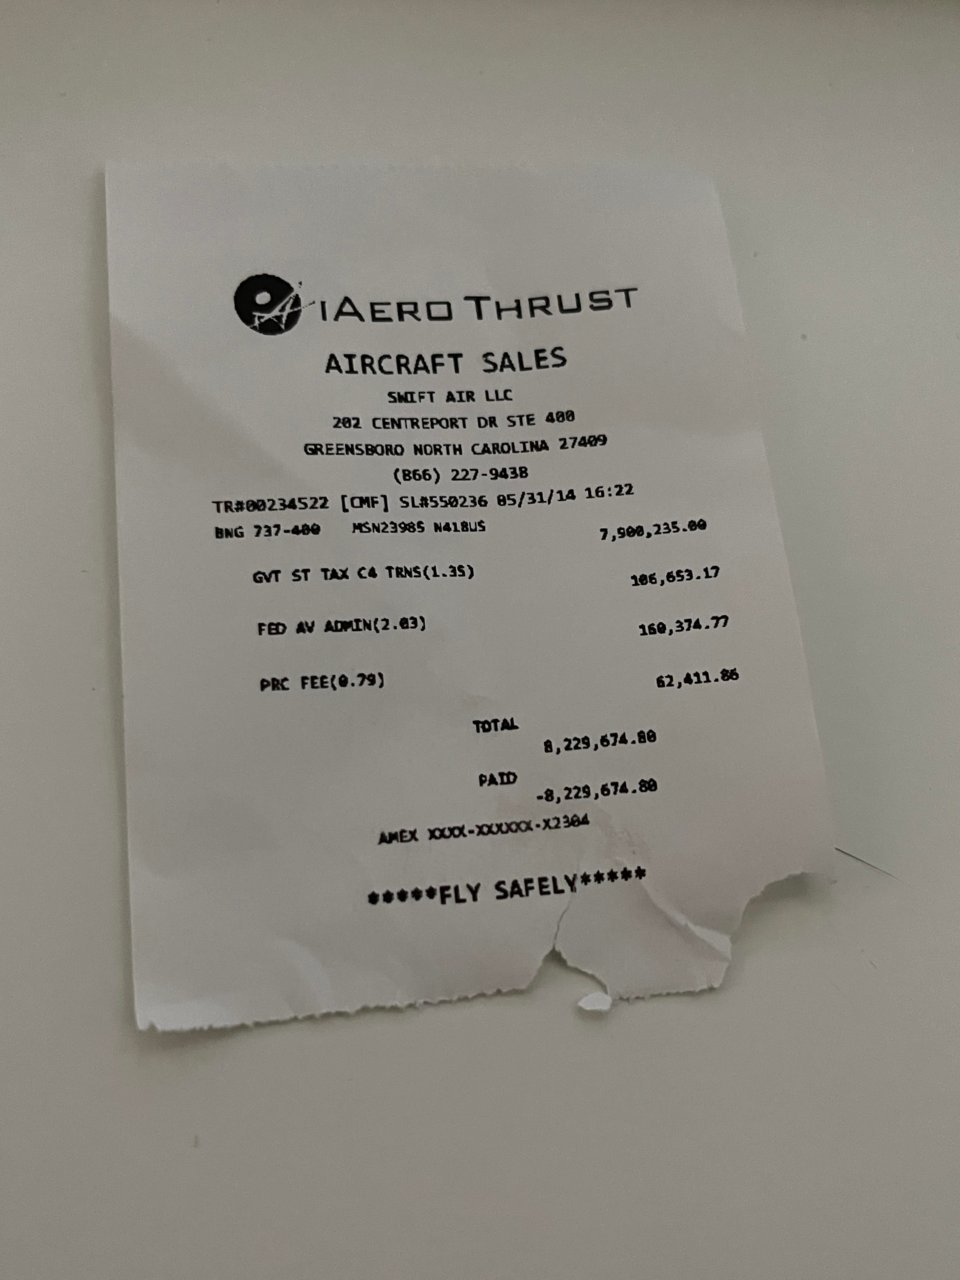 iAERO THRUST
AIRCRAFT SALES
SWIFT AIR LLC
202 CENTREPORT DR STE 400
GREENSBORO NORTH CAROLINA 27409
(866) 227-9438
TR#00234522 [CMF] SL#550236 05/31/14 16:22
BNG 737-400 MSN23985 N418US 7,900,235.00
GVT ST TAX C4 TRNS(1.35) 106,653.17
FED AV ADMIN(2.03) 160,374.77
PRC FEE(0.79) 62,411.86
TOTAL
8,229,674.80
PAID
-8,229,674.80
AMEX XXXX-XXXXXX-X2304
*****FLY SAFELY*****